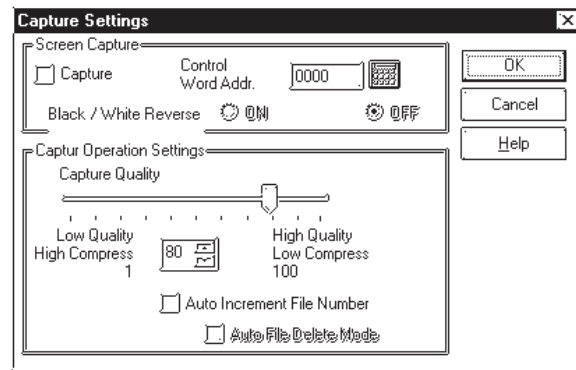 Capture Settings
Screen Capture
Capture
Control
Word Addr.
0000
Black / White Reverse ON OFF
OK
Cancel
Help
Captur Operation Settings
Capture Quality
Low Quality
High Compress
1
80
High Quality
Low Compress
100
Auto Increment File Number
Auto File Delete Mode